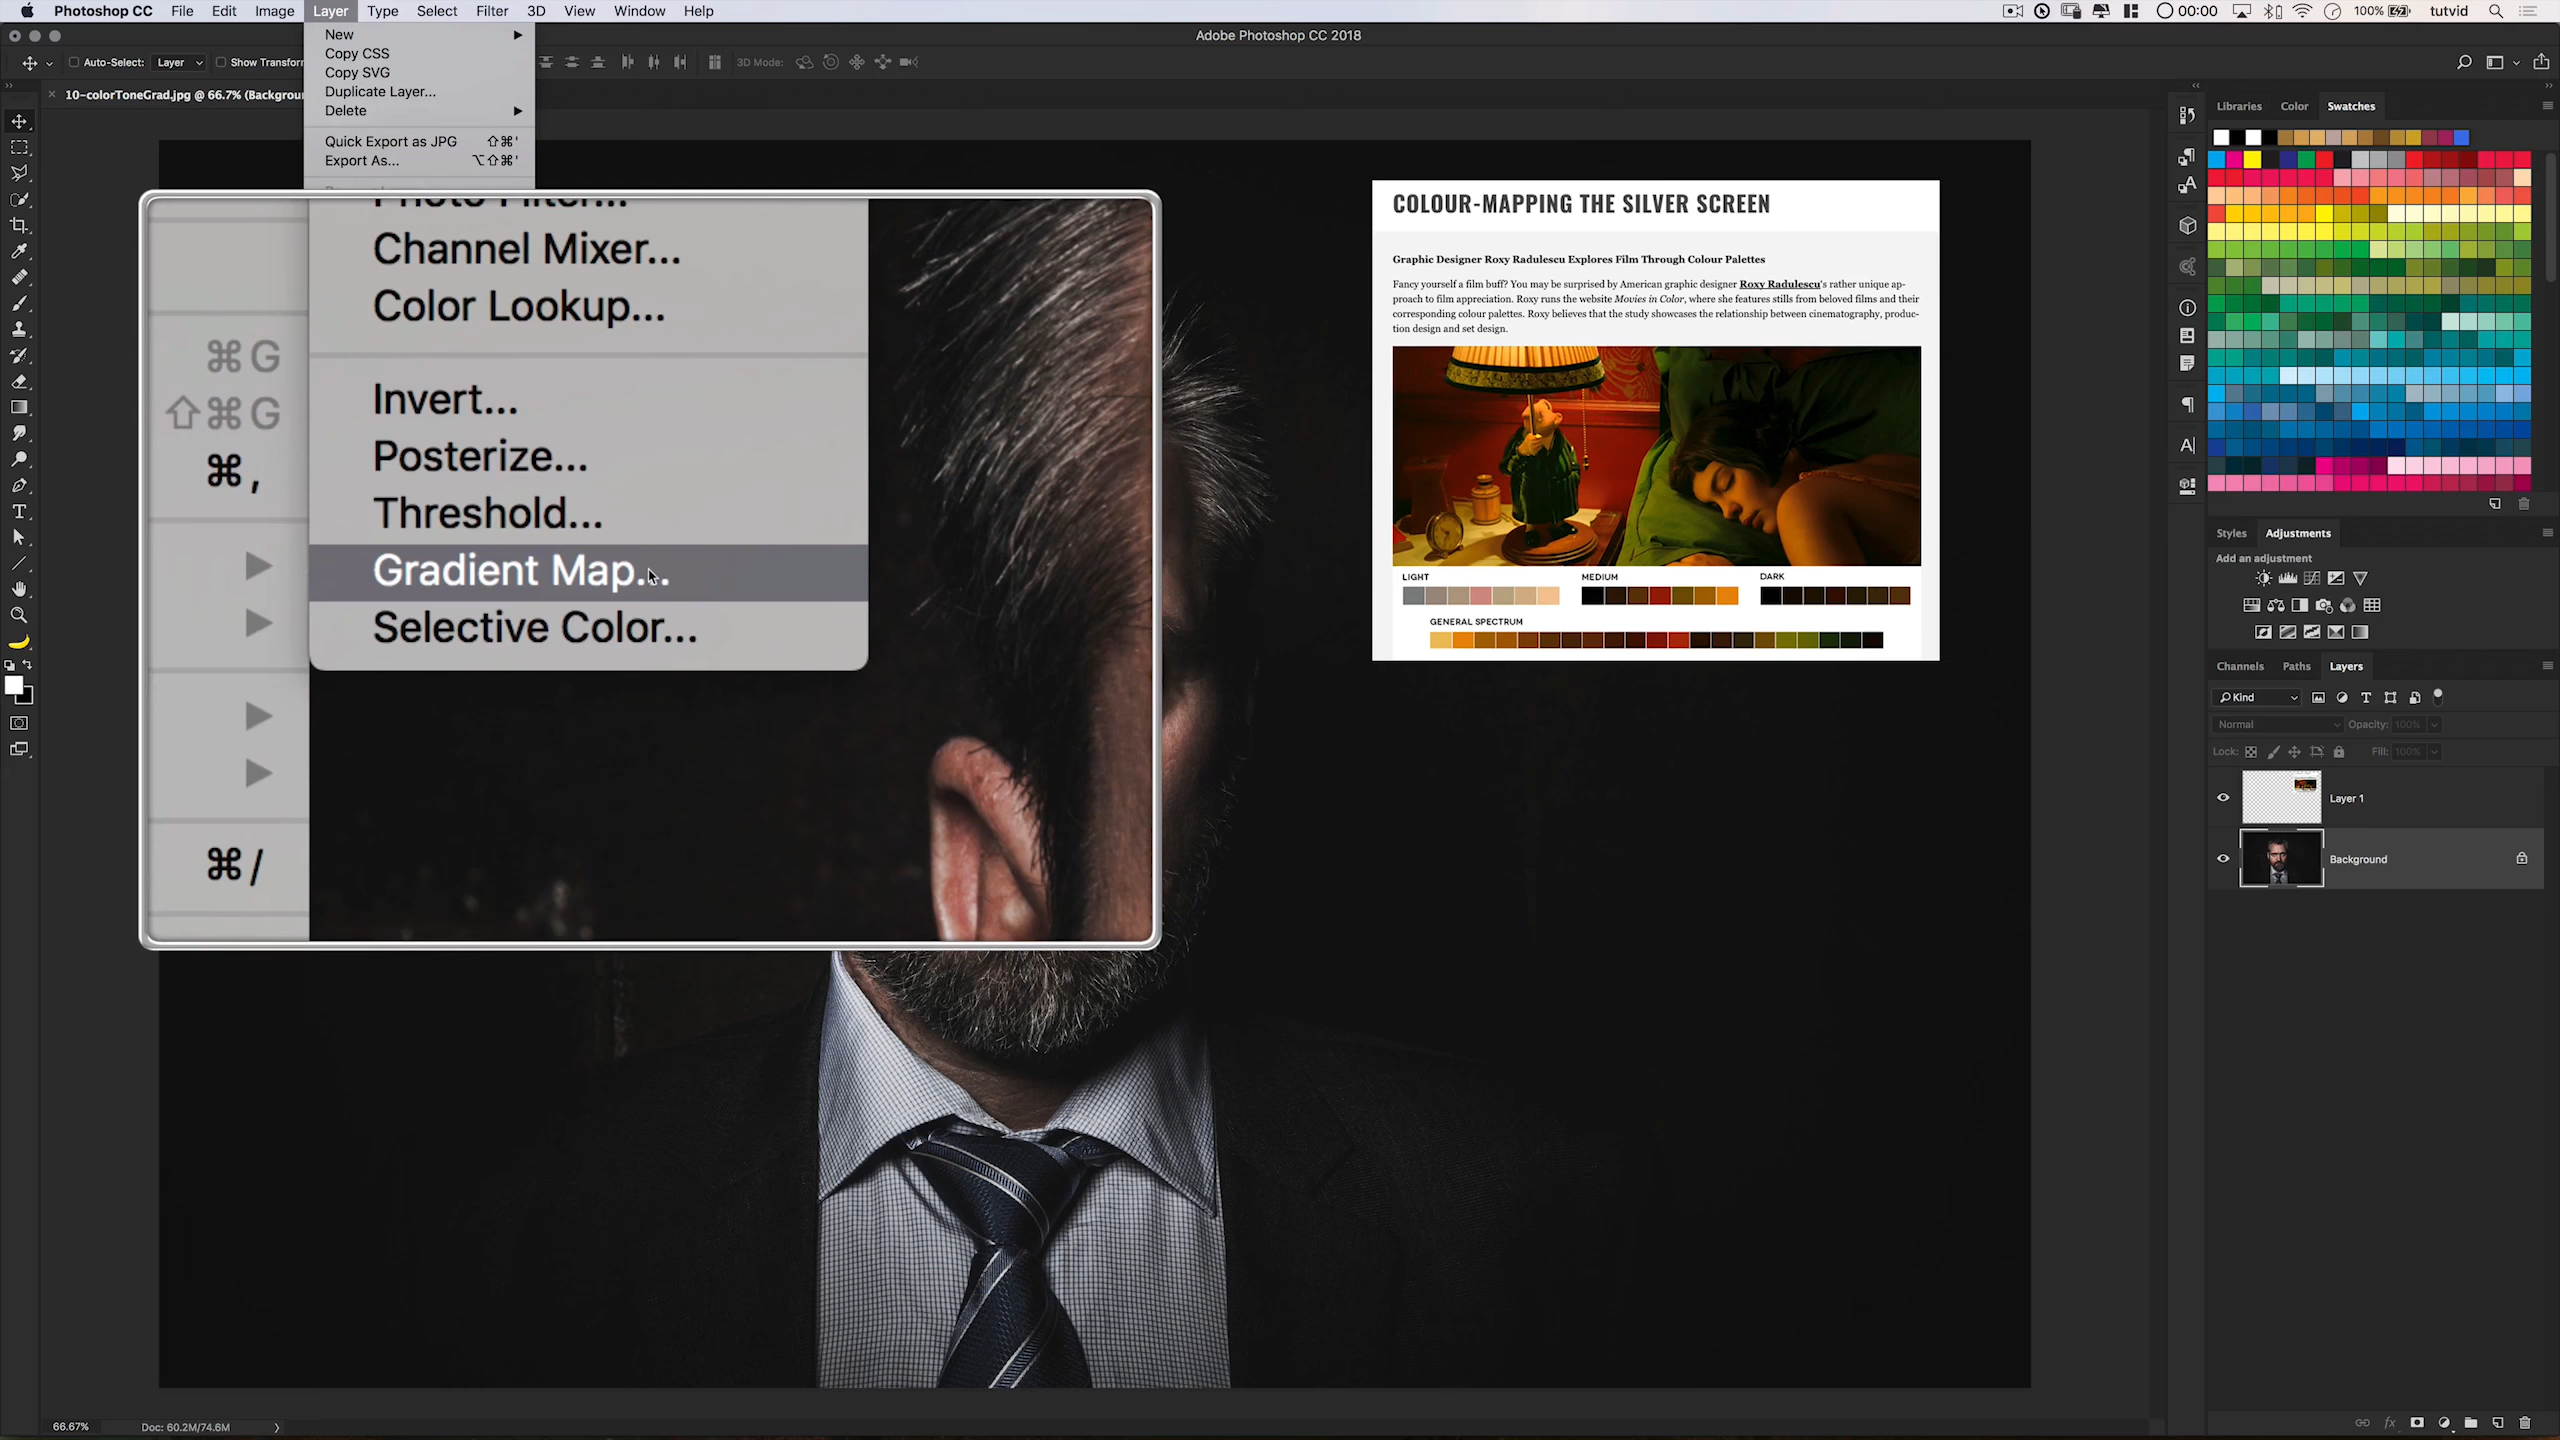 Photoshop CC File Edit Image Layer Type Select Filter 3D View Window Help
00:00 100% tutvid
Adobe Photoshop CC 2018
Auto-Select: Layer Show Transfor 3D Mode:
10-colorToneGrad.jpg @ 66.7% (Backgrou
New
Copy CSS
Copy SVG
Duplicate Layer...
Delete
Quick Export as JPG ⇧⌘'
Export As... ⌥⇧⌘'
Photo Filter...
Channel Mixer...
Color Lookup...
⌘G
⇧⌘G
⌘,
Invert...
Posterize...
Threshold...
Gradient Map...
Selective Color...
⌘/
COLOUR-MAPPING THE SILVER SCREEN
Graphic Designer Roxy Radulescu Explores Film Through Colour Palettes
Fancy yourself a film buff? You may be surprised by American graphic designer Roxy Radulescu's rather unique ap-
proach to film appreciation. Roxy runs the website Movies in Color, where she features stills from beloved films and their
corresponding colour palettes. Roxy believes that the study showcases the relationship between cinematography, produc-
tion design and set design.
LIGHT MEDIUM DARK
GENERAL SPECTRUM
Libraries Color Swatches
Styles Adjustments
Add an adjustment
Channels Paths Layers
Kind
Normal Opacity: 100%
Lock: Fill: 100%
Layer 1
Background
fx
66.67% Doc: 60.2M/74.6M